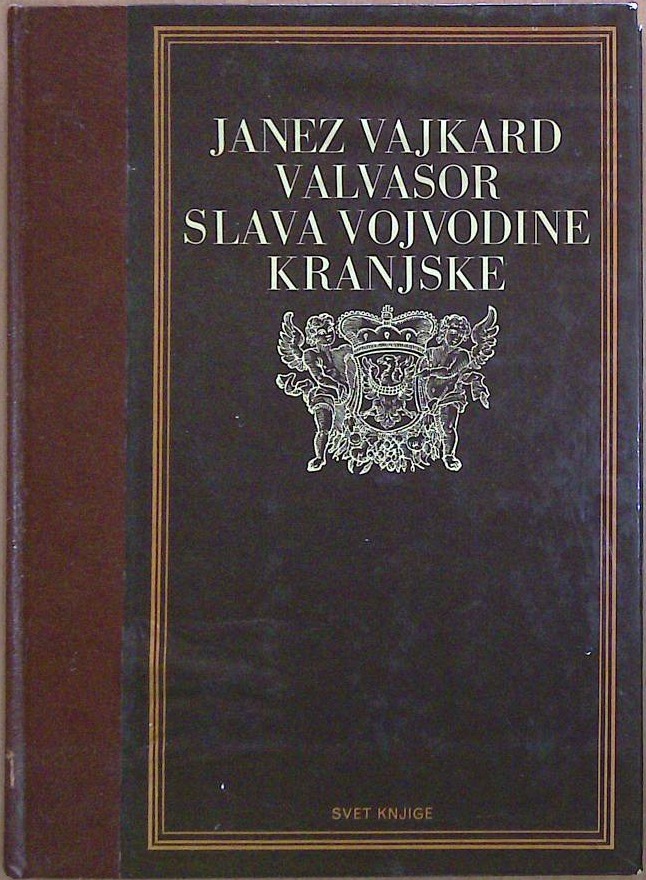 JANEZ VAJKARD
VALVASOR
SLAVA VOJVODINE
KRANJSKE
SVET KNJIGE